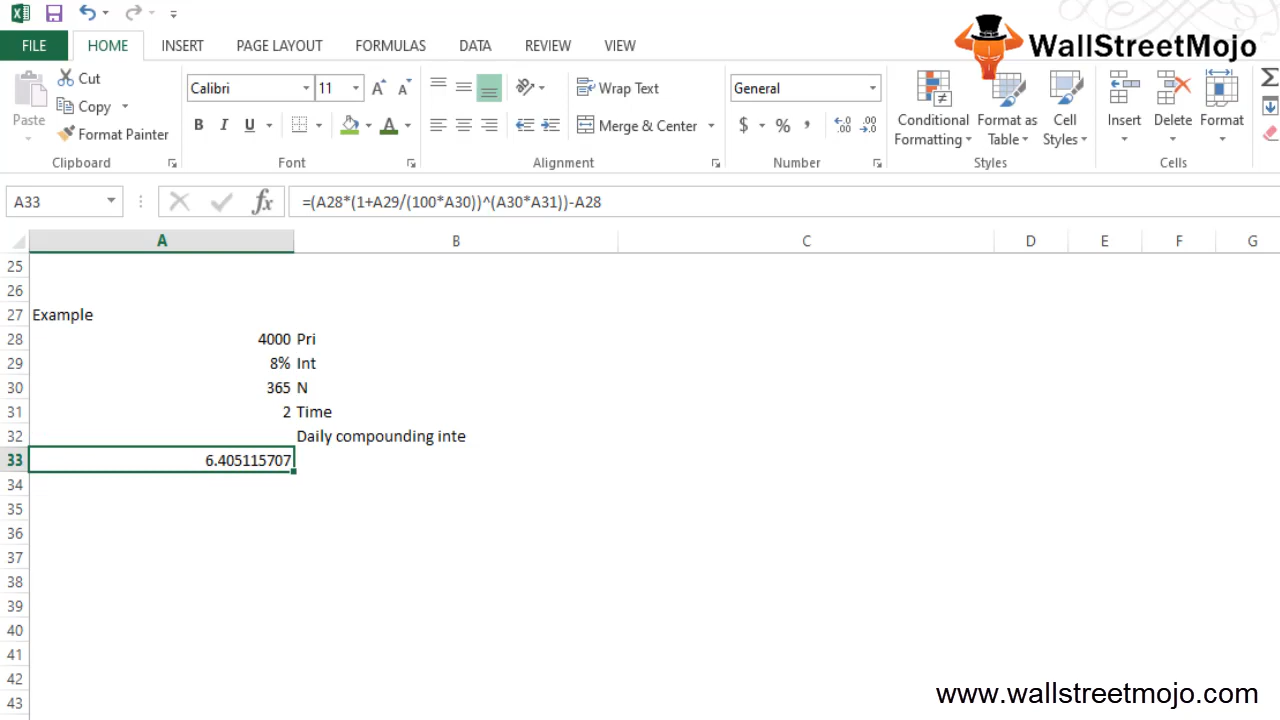 FILE HOME INSERT PAGE LAYOUT FORMULAS DATA REVIEW VIEW
WallStreetMojo
Paste
Cut
Copy
Format Painter
Clipboard
Calibri 11
B I U A
Font
Wrap Text
Merge & Center
Alignment
General
$ % , .00 .0
Number
Conditional Formatting
Format as Table
Cell Styles
Styles
Insert Delete Format
Cells
A33 fx =(A28*(1+A29/(100*A30))^(A30*A31))-A28
A B C D E F G
25
26
27 Example
28 4000 Pri
29 8% Int
30 365 N
31 2 Time
32 Daily compounding inte
33 6.405115707
34
35
36
37
38
39
40
41
42
43
www.wallstreetmojo.com